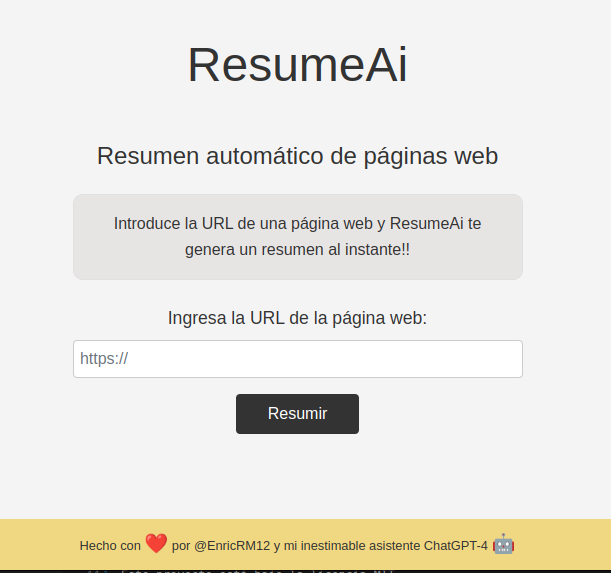 ResumeAi
Resumen automático de páginas web
Introduce la URL de una página web y ResumeAi te
genera un resumen al instante!!
Ingresa la URL de la página web:
https://
Resumir
Hecho con ❤️ por @EnricRM12 y mi inestimable asistente ChatGPT-4 🤖